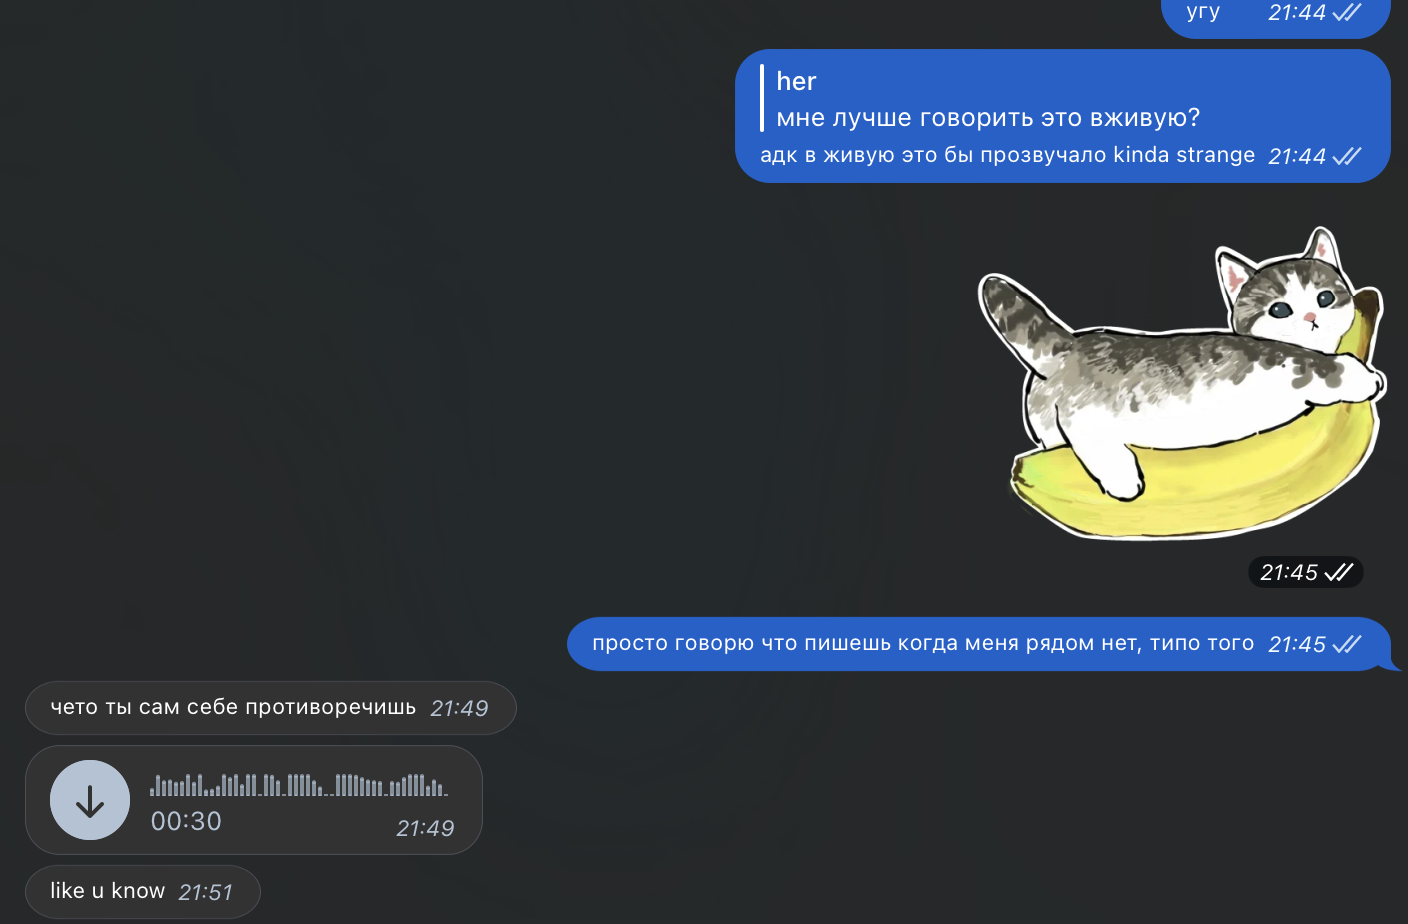 угу 21:44
her
мне лучше говорить это вживую?
адк в живую это бы прозвучало kinda strange 21:44
21:45
просто говорю что пишешь когда меня рядом нет, типо того 21:45
чето ты сам себе противоречишь 21:49
00:30 21:49
like u know 21:51